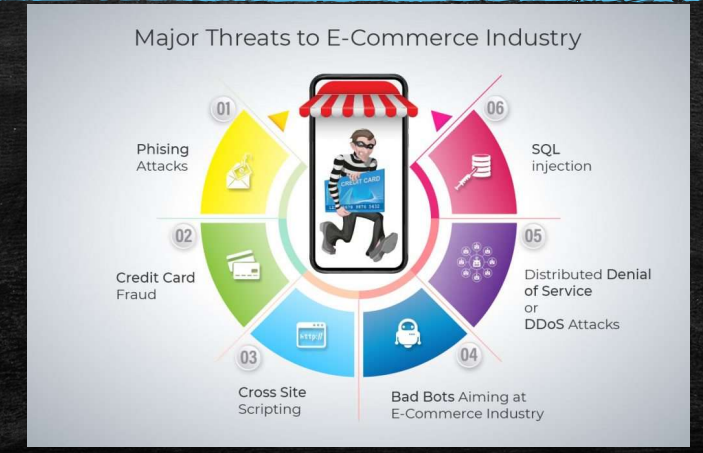 Major Threats to E-Commerce Industry
01
Phising
Attacks
02
Credit Card
Fraud
03
Cross Site
Scripting
04
Bad Bots Aiming at
E-Commerce Industry
05
Distributed Denial
of Service
or
DDoS Attacks
06
SQL
injection
CREDIT CARD
http://